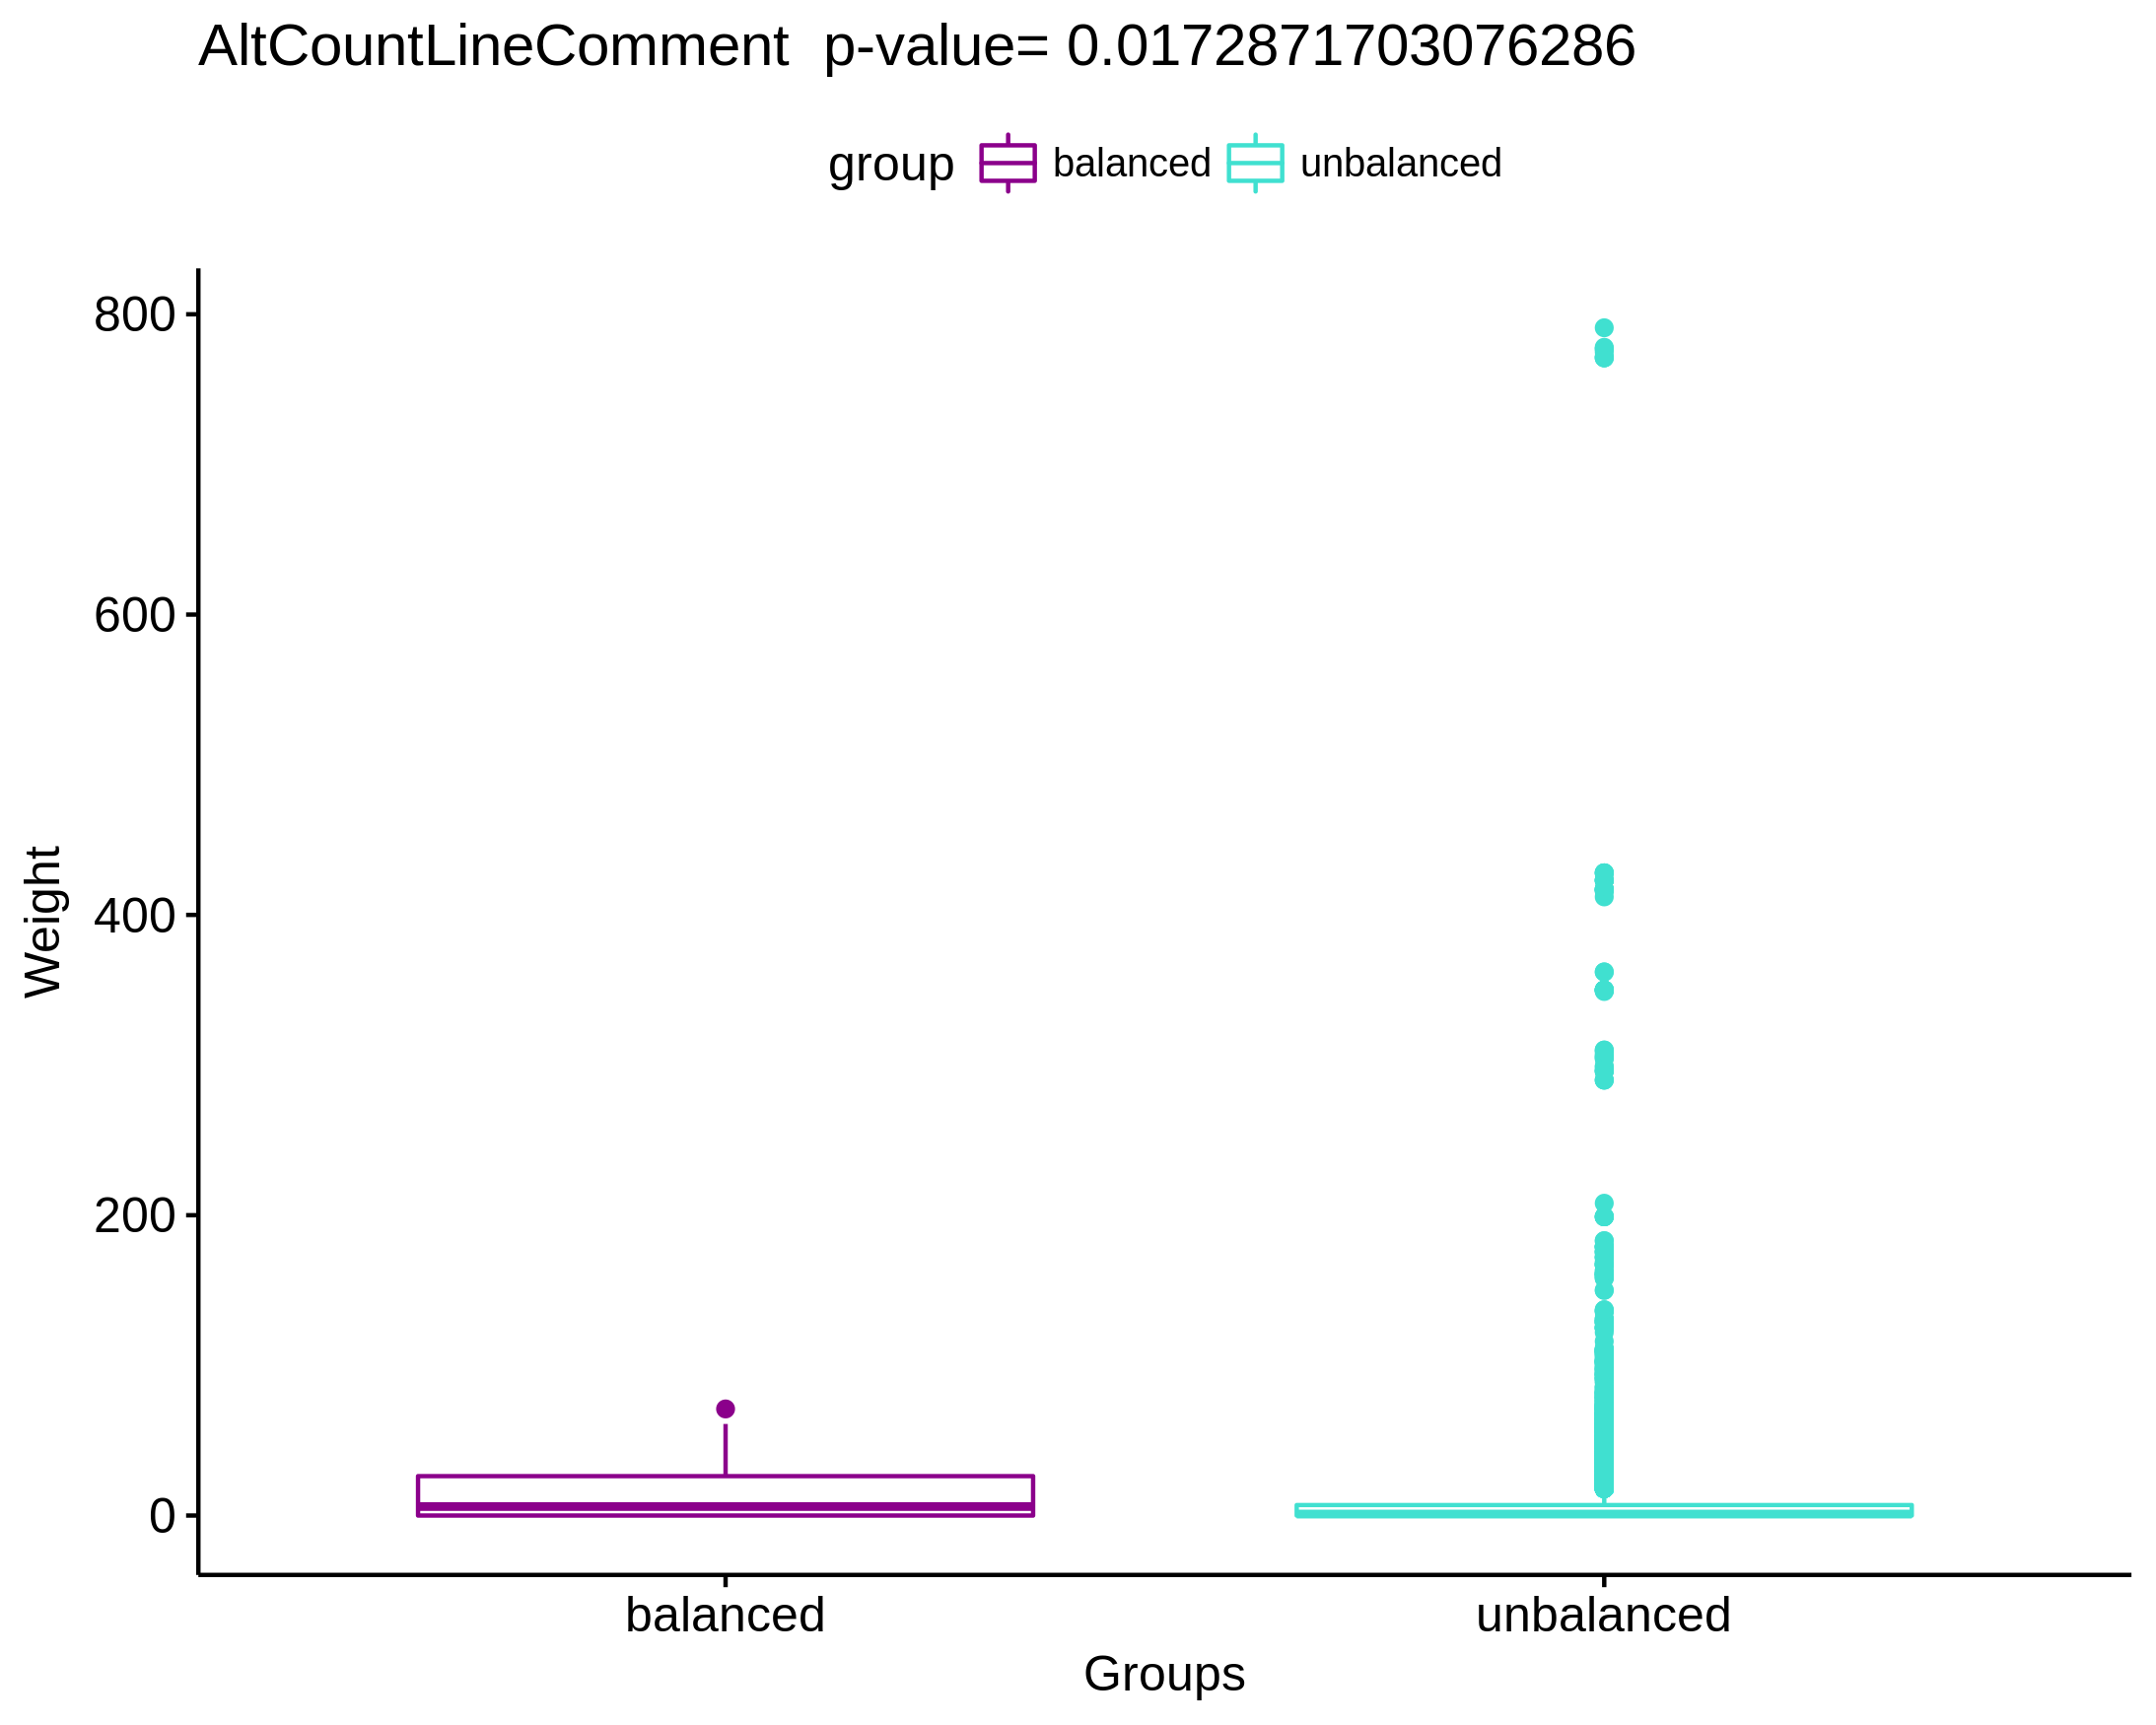 AltCountLineComment  p-value= 0.0172871703076286
group balanced unbalanced
800
600
400
200
0
Weight
balanced unbalanced
Groups